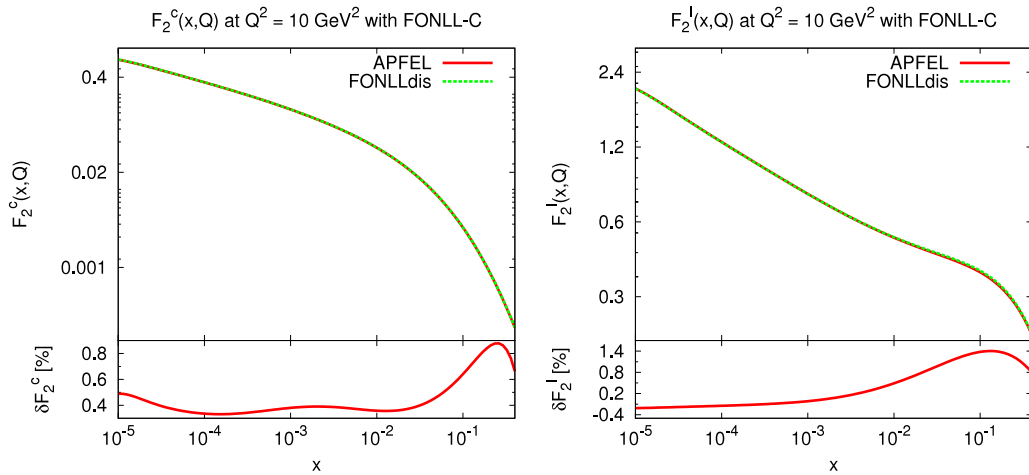 F₂ᶜ(x,Q) at Q² = 10 GeV² with FONLL-C
APFEL
FONLLdis
F₂ᶜ(x,Q)
0.4
0.02
0.001
δF₂ᶜ [%]
0.8
0.6
0.4
10⁻⁵ 10⁻⁴ 10⁻³ 10⁻² 10⁻¹
x
F₂ˡ(x,Q) at Q² = 10 GeV² with FONLL-C
APFEL
FONLLdis
F₂ˡ(x,Q)
2.4
1.2
0.6
0.3
δF₂ˡ [%]
1.4
0.8
0.2
-0.4
10⁻⁵ 10⁻⁴ 10⁻³ 10⁻² 10⁻¹
x